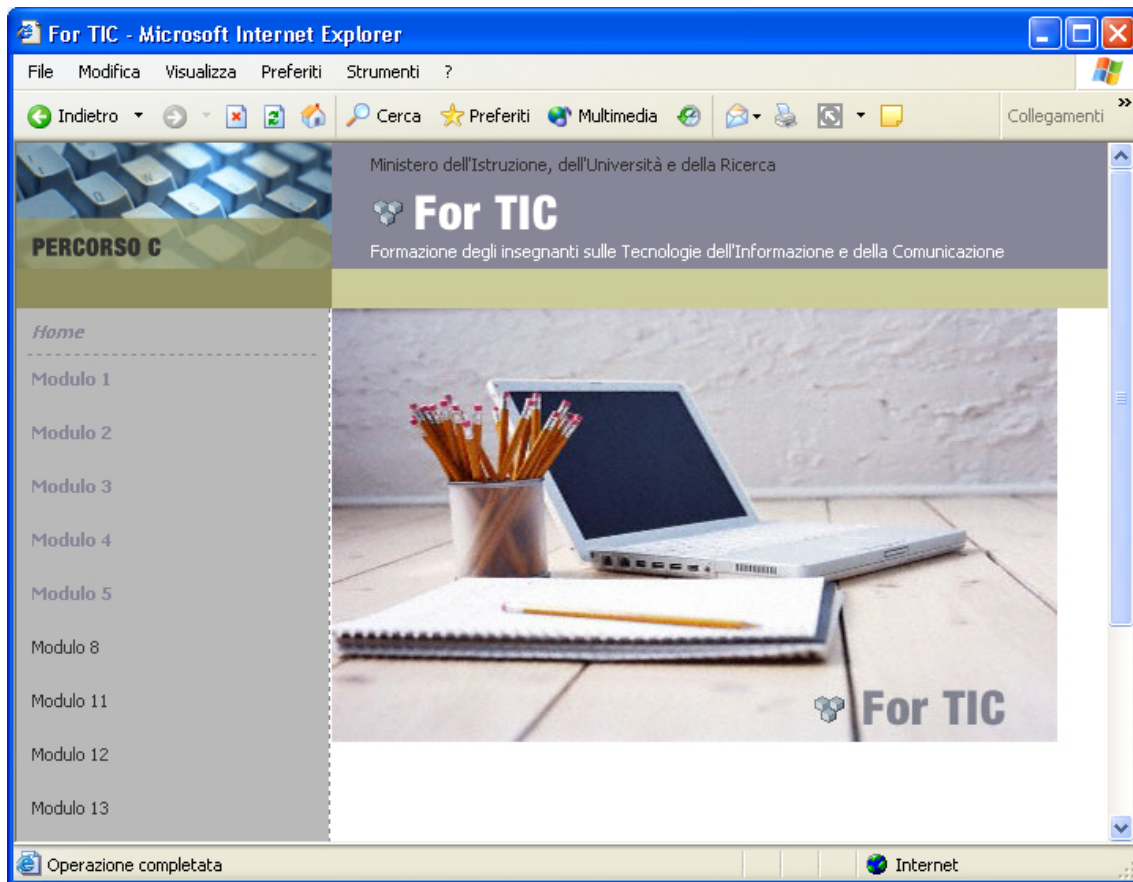 For TIC - Microsoft Internet Explorer
File Modifica Visualizza Preferiti Strumenti ?
Indietro Cerca Preferiti Multimedia Collegamenti »
Ministero dell'Istruzione, dell'Università e della Ricerca
For TIC
PERCORSO C
Formazione degli insegnanti sulle Tecnologie dell'Informazione e della Comunicazione
Home
Modulo 1
Modulo 2
Modulo 3
Modulo 4
Modulo 5
Modulo 8
Modulo 11
Modulo 12
Modulo 13
For TIC
Operazione completata Internet